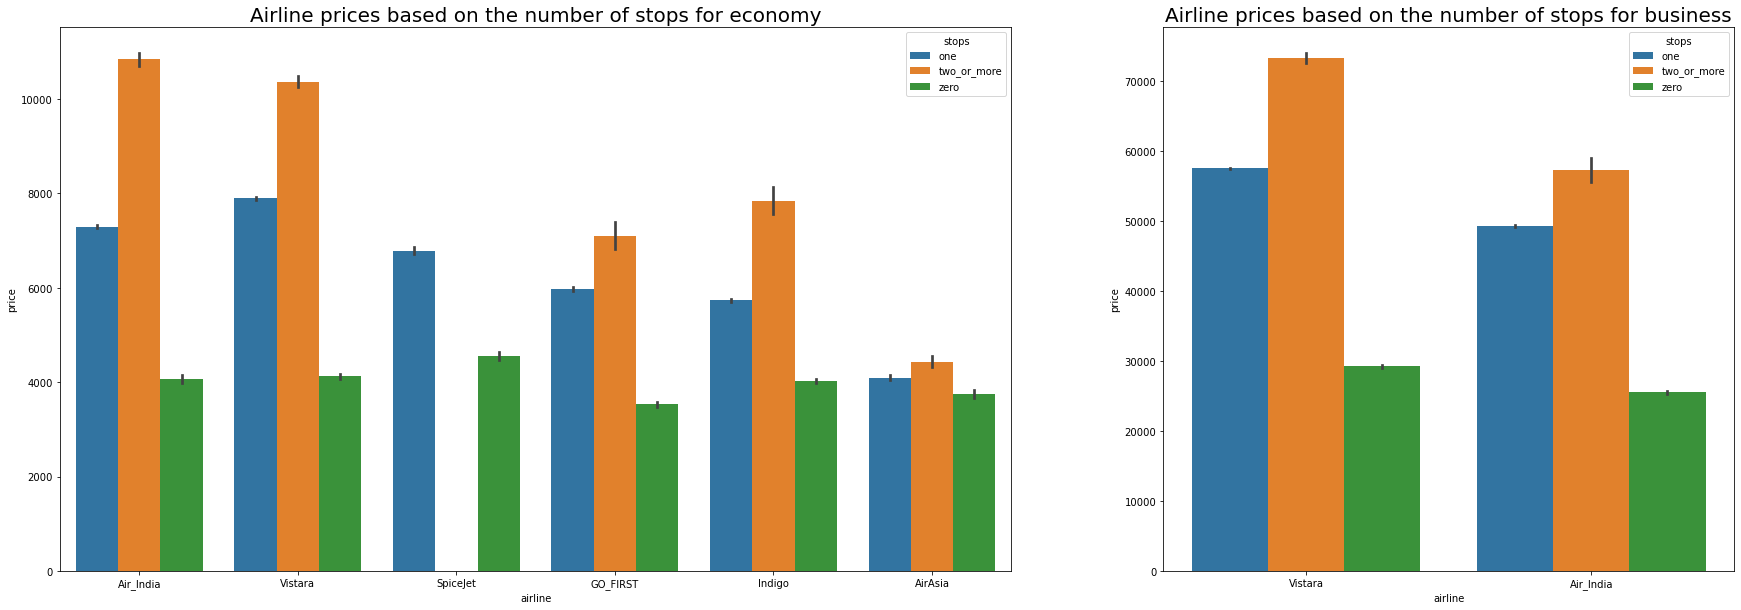 Airline prices based on the number of stops for economy
stops
one
two_or_more
zero
10000
8000
6000
4000
2000
0
price
Air_India
Vistara
SpiceJet
GO_FIRST
Indigo
AirAsia
airline
Airline prices based on the number of stops for business
stops
one
two_or_more
zero
70000
60000
50000
40000
30000
20000
10000
0
price
Vistara
Air_India
airline